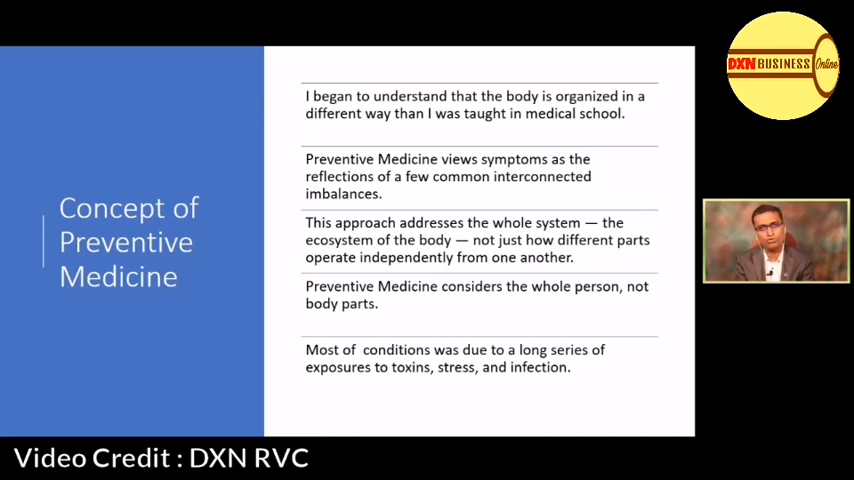 DXN BUSINESS Online
I began to understand that the body is organized in a
different way than I was taught in medical school.
Preventive Medicine views symptoms as the
reflections of a few common interconnected
imbalances.
Concept of
Preventive
Medicine
This approach addresses the whole system — the
ecosystem of the body — not just how different parts
operate independently from one another.
Preventive Medicine considers the whole person, not
body parts.
Most of conditions was due to a long series of
exposures to toxins, stress, and infection.
Video Credit : DXN RVC